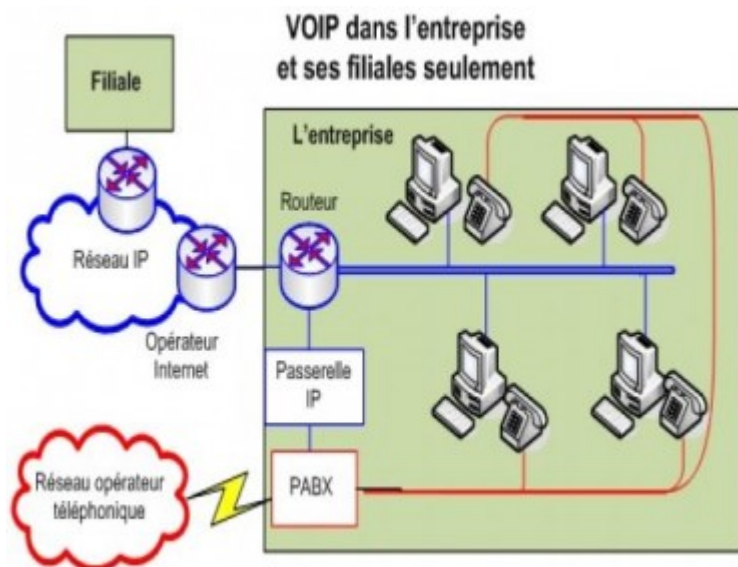 VOIP dans l'entreprise
et ses filiales seulement
Filiale
L'entreprise
Routeur
Réseau IP
Opérateur
Internet
Passerelle
IP
Réseau opérateur
téléphonique
PABX